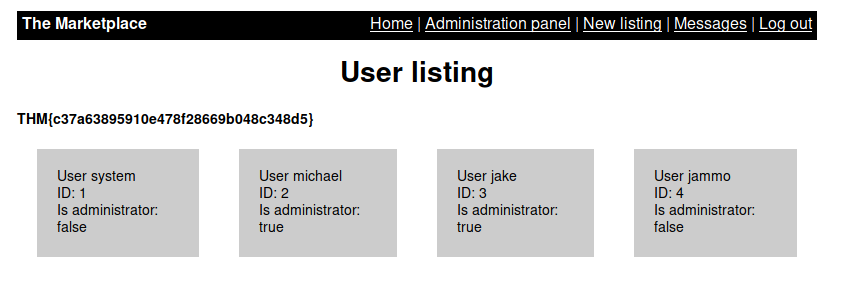 The Marketplace
Home | Administration panel | New listing | Messages | Log out
User listing
THM{c37a63895910e478f28669b048c348d5}
User system
ID: 1
Is administrator:
false
User michael
ID: 2
Is administrator:
true
User jake
ID: 3
Is administrator:
true
User jammo
ID: 4
Is administrator:
false